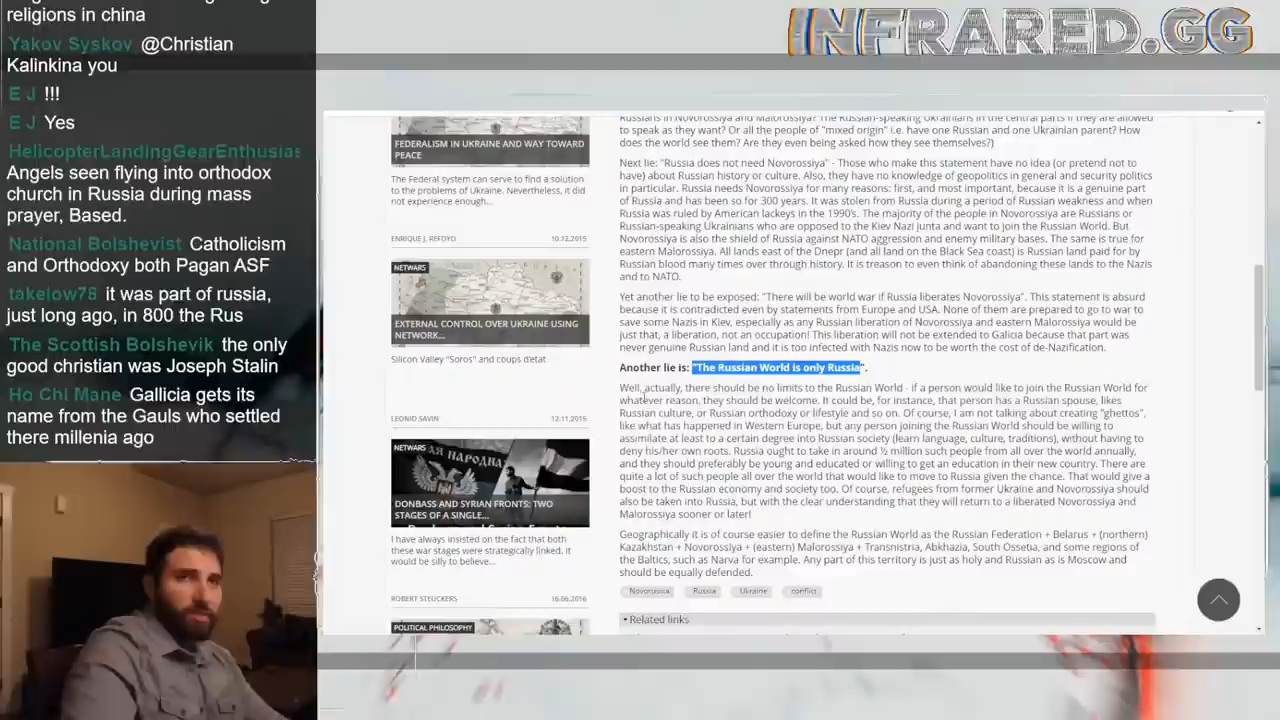 religions in china
Yakov Syskov @Christian
Kalinkina you
E J !!!
E J Yes
HelicopterLandingGearEnthusias
Angels seen flying into orthodox
church in Russia during mass
prayer, Based.
National Bolshevist Catholicism
and Orthodoxy both Pagan ASF
takelow78 it was part of russia,
just long ago, in 800 the Rus
The Scottish Bolshevik the only
good christian was Joseph Stalin
Ho Chi Mane Gallicia gets its
name from the Gauls who settled
there millenia ago
INFRARED.GG
FEDERALISM IN UKRAINE AND WAY TOWARD
PEACE
The Federal system can serve to find a solution
to the problems of Ukraine. Nevertheless, it did
not experience enough...
ENRIQUE J. REFOYO 10.12.2015
NETWARS
EXTERNAL CONTROL OVER UKRAINE USING
NETWORK...
Silicon Valley "Soros" and coups d'etat
LEONID SAVIN 12.11.2015
NETWARS
АЯ НАРОДНА
DONBASS AND SYRIAN FRONTS: TWO
STAGES OF A SINGLE...
I have always insisted on the fact that both
these war stages were strategically linked. It
would be silly to believe...
ROBERT STEUCKERS 16.06.2016
POLITICAL PHILOSOPHY
Russians in Novorossiya and Malorossiya? The Russian-speaking Ukrainians in the central parts if they are allowed
to speak as they want? Or all the people of "mixed origin" i.e. have one Russian and one Ukrainian parent? How
does the world see them? Are they even being asked how they see themselves?)
Next lie: "Russia does not need Novorossiya" - Those who make this statement have no idea (or pretend not to
have) about Russian history or culture. Also, they have no knowledge of geopolitics in general and security politics
in particular. Russia needs Novorossiya for many reasons: first, and most important, because it is a genuine part
of Russia and has been so for 300 years. It was stolen from Russia during a period of Russian weakness and when
Russia was ruled by American lackeys in the 1990's. The majority of the people in Novorossiya are Russians or
Russian-speaking Ukrainians who are opposed to the Kiev Nazi junta and want to join the Russian World. But
Novorossiya is also the shield of Russia against NATO aggression and enemy military bases. The same is true for
eastern Malorossiya. All lands east of the Dnepr (and all land on the Black Sea coast) is Russian land paid for by
Russian blood many times over through history. It is treason to even think of abandoning these lands to the Nazis
and to NATO.
Yet another lie to be exposed: "There will be world war if Russia liberates Novorossiya". This statement is absurd
because it is contradicted even by statements from Europe and USA. None of them are prepared to go to war to
save some Nazis in Kiev, especially as any Russian liberation of Novorossiya and eastern Malorossiya would be
just that, a liberation, not an occupation! This liberation will not be extended to Galicia because that part was
never genuine Russian land and it is too infected with Nazis now to be worth the cost of de-Nazification.
Another lie is: "The Russian World is only Russia".
Well, actually, there should be no limits to the Russian World - if a person would like to join the Russian World for
whatever reason, they should be welcome. It could be, for instance, that a person has a Russian spouse, likes
Russian culture, or Russian orthodoxy or lifestyle and so on. Of course, I am not talking about creating "ghettos",
like what has happened in Western Europe, but any person joining the Russian World should be willing to
assimilate at least to a certain degree into Russian society (learn language, culture, traditions), without having to
deny his/her own roots. Russia ought to take in around ½ million such people from all over the world annually,
and they should preferably be young and educated or willing to get an education in their new country. There are
quite a lot of such people all over the world that would like to move to Russia given the chance. That would give a
boost to the Russian economy and society too. Of course, refugees from former Ukraine and Novorossiya should
also be taken into Russia, but with the clear understanding that they will return to a liberated Novorossiya and
Malorossiya sooner or later!
Geographically it is of course easier to define the Russian World as the Russian Federation + Belarus + (northern)
Kazakhstan + Novorossiya + (eastern) Malorossiya + Transnistria, Abkhazia, South Ossetia, and some regions of
the Baltics, such as Narva for example. Any part of this territory is just as holy and Russian as is Moscow and
should be equally defended.
Novorussia Russia Ukraine conflict
Related links